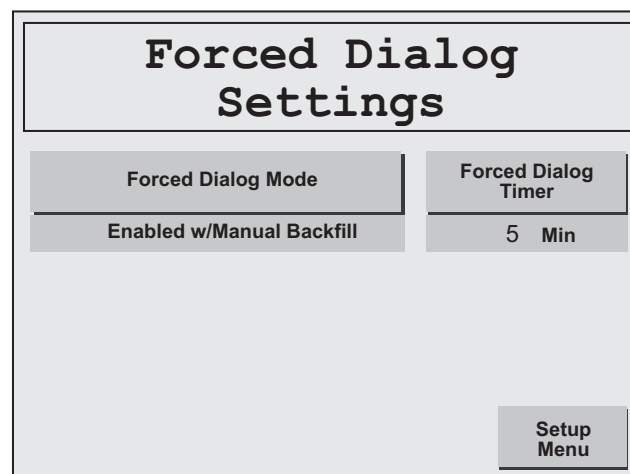 Forced Dialog
Settings
Forced Dialog Mode
Forced Dialog
Timer
Enabled w/Manual Backfill
5 Min
Setup
Menu